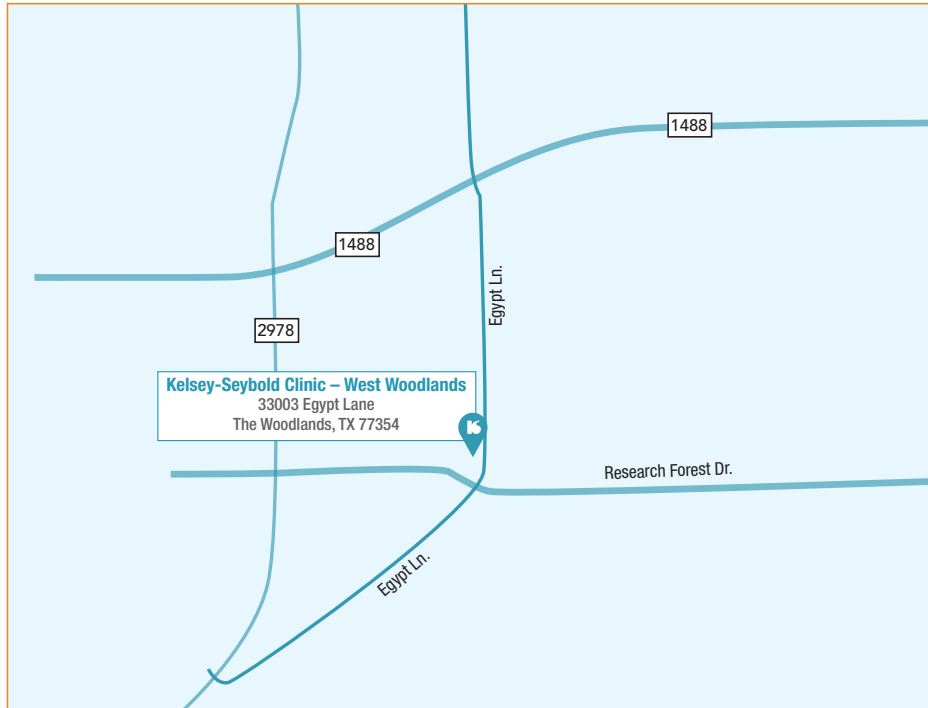 1488
1488
Egypt Ln.
2978
Kelsey-Seybold Clinic – West Woodlands
33003 Egypt Lane
The Woodlands, TX 77354
Research Forest Dr.
Egypt Ln.